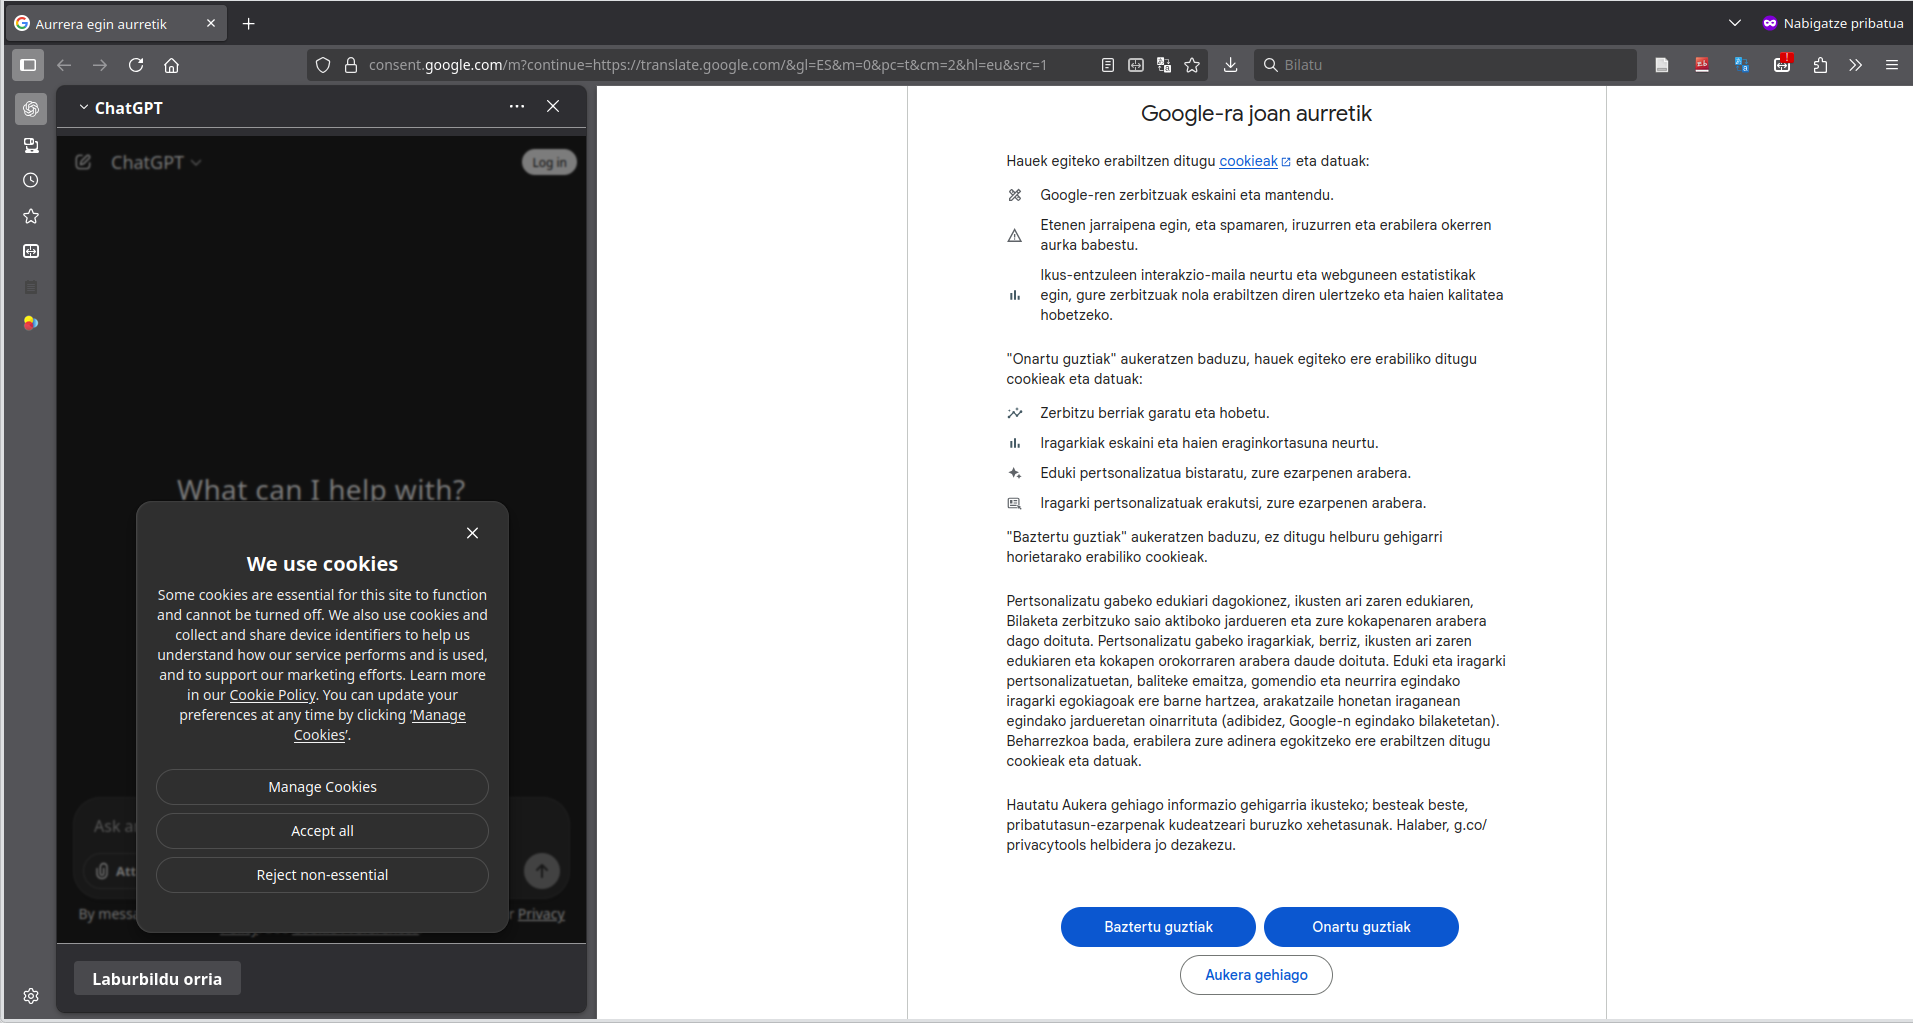 Aurrera egin aurretik
Nabigatze pribatua
consent.google.com/m?continue=https://translate.google.com/&gl=ES&m=0&pc=t&cm=2&hl=eu&src=1
Bilatu
ChatGPT
ChatGPT
Log in
What can I help with?
We use cookies
Some cookies are essential for this site to function
and cannot be turned off. We also use cookies and
collect and share device identifiers to help us
understand how our service performs and is used,
and to support our marketing efforts. Learn more
in our Cookie Policy. You can update your
preferences at any time by clicking ‘Manage
Cookies’.
Manage Cookies
Accept all
Reject non-essential
Ask
By
Privacy
Laburbildu orria
Google-ra joan aurretik
Hauek egiteko erabiltzen ditugu cookieak eta datuak:
Google-ren zerbitzuak eskaini eta mantendu.
Etenen jarraipena egin, eta spamaren, iruzurren eta erabilera okerren
aurka babestu.
Ikus-entzuleen interakzio-maila neurtu eta webguneen estatistikak
egin, gure zerbitzuak nola erabiltzen diren ulertzeko eta haien kalitatea
hobetzeko.
"Onartu guztiak" aukeratzen baduzu, hauek egiteko ere erabiliko ditugu
cookieak eta datuak:
Zerbitzu berriak garatu eta hobetu.
Iragarkiak eskaini eta haien eraginkortasuna neurtu.
Eduki pertsonalizatua bistaratu, zure ezarpenen arabera.
Iragarki pertsonalizatuak erakutsi, zure ezarpenen arabera.
"Baztertu guztiak" aukeratzen baduzu, ez ditugu helburu gehigarri
horietarako erabiliko cookieak.
Pertsonalizatu gabeko edukiari dagokionez, ikusten ari zaren edukiaren,
Bilaketa zerbitzuko saio aktiboko jardueren eta zure kokapenaren arabera
dago doituta. Pertsonalizatu gabeko iragarkiak, berriz, ikusten ari zaren
edukiaren eta kokapen orokorraren arabera daude doituta. Eduki eta iragarki
pertsonalizatuetan, baliteke emaitza, gomendio eta neurrira egindako
iragarki egokiagoak ere barne hartzea, arakatzaile honetan iraganean
egindako jardueretan oinarrituta (adibidez, Google-n egindako bilaketetan).
Beharrezkoa bada, erabilera zure adinera egokitzeko ere erabiltzen ditugu
cookieak eta datuak.
Hautatu Aukera gehiago informazio gehigarria ikusteko; besteak beste,
pribatutasun-ezarpenak kudeatzeari buruzko xehetasunak. Halaber, g.co/
privacytools helbidera jo dezakezu.
Baztertu guztiak
Onartu guztiak
Aukera gehiago